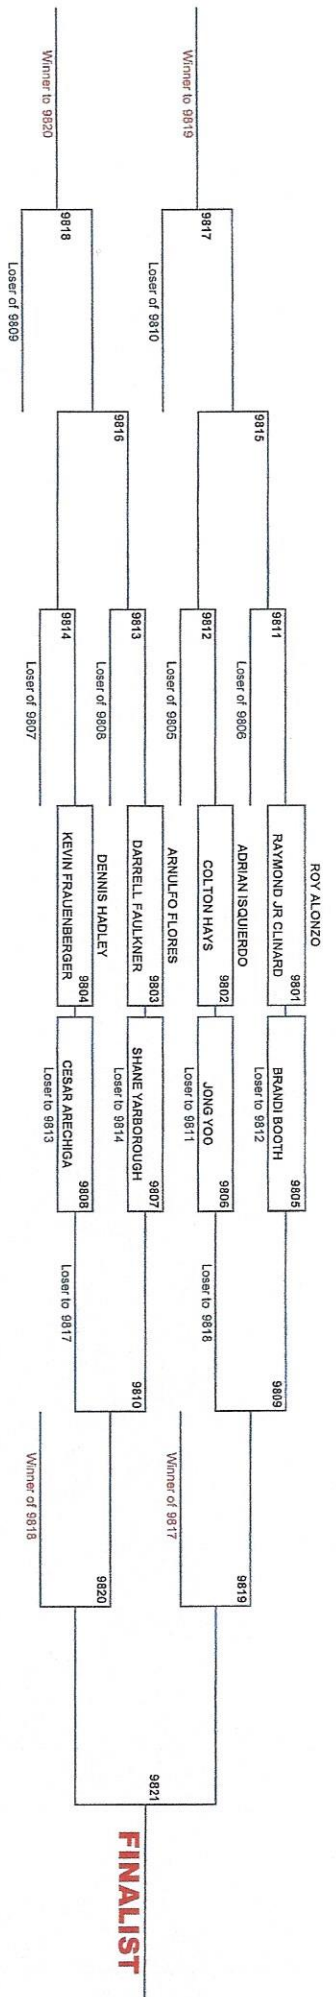 Winner to 9819
Winner to 9820
9817
Loser of 9810
9818
Loser of 9809
9815
9816
9811
Loser of 9806
9812
Loser of 9805
9813
Loser of 9808
9814
Loser of 9807
ROY ALONZO
RAYMOND JR CLINARD
9801
ADRIAN ISQUIERDO
COLTON HAYS
9802
ARNULFO FLORES
DARRELL FAULKNER
9803
DENNIS HADLEY
KEVIN FRAUENBERGER
9804
BRANDI BOOTH
9805
Loser to 9812
JONG YOO
9806
Loser to 9811
SHANE YARBOROUGH
9807
Loser to 9814
CESAR ARECHIGA
9808
Loser to 9813
9809
Loser to 9818
9810
Loser to 9817
9819
Winner of 9817
9820
Winner of 9818
9821
FINALIST